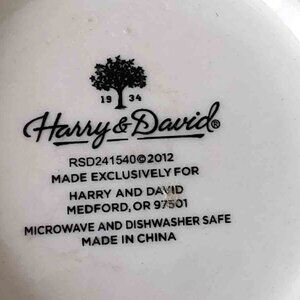 19 34
Harry & David®
RSD241540©2012
MADE EXCLUSIVELY FOR
HARRY AND DAVID
MEDFORD, OR 97501
MICROWAVE AND DISHWASHER SAFE
MADE IN CHINA